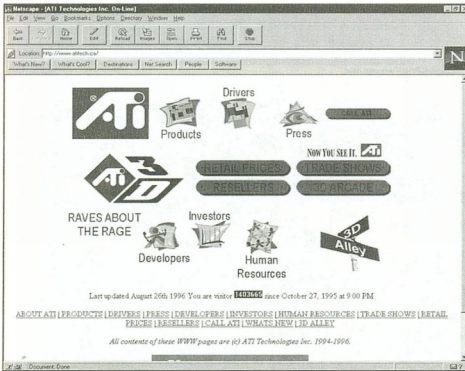 Netscape - [ATI Technologies Inc. On-Line]
File Edit View Go Bookmarks Options Directory Window Help
Back Home Edit Reload Images Open Print Find Stop
Location: http://www.atitech.ca/
What's New? What's Cool? Destinations Net Search People Software
N
ATi
Products
Drivers
Press
CALL ATI
NOW YOU SEE IT. ATi
ATi 3D
RETAIL PRICES TRADE SHOWS
RESELLERS 3D ARCADE
RAVES ABOUT
THE RAGE
Developers
Investors
Human
Resources
3D
Alley
Last updated August 26th 1996 You are visitor 1403665 since October 27, 1995 at 9:00 PM
ABOUT ATI | PRODUCTS | DRIVERS | PRESS | DEVELOPERS | INVESTORS | HUMAN RESOURCES | TRADE SHOWS | RETAIL
PRICES | RESELLERS | CALL ATI | WHATS NEW | 3D ALLEY
All contents of these WWW pages are (c) ATI Technologies Inc. 1994-1996.
Document: Done